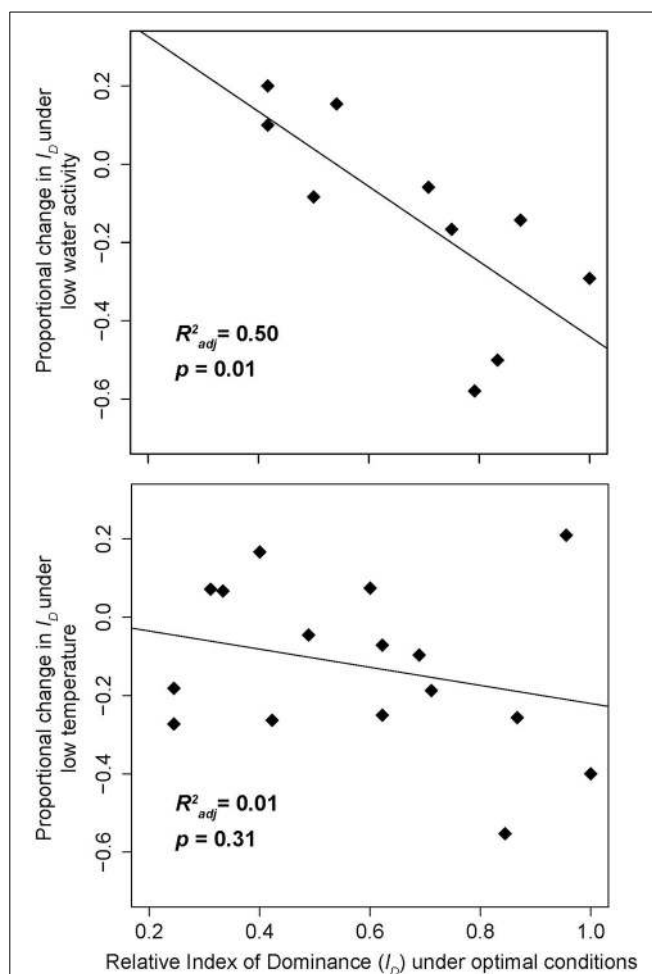 Proportional change in I_D under
low water activity
0.2
0.0
−0.2
−0.4
−0.6
R²adj = 0.50
p = 0.01
Proportional change in I_D under
low temperature
0.2
0.0
−0.2
−0.4
−0.6
R²adj = 0.01
p = 0.31
0.2 0.4 0.6 0.8 1.0
Relative Index of Dominance (I_D) under optimal conditions